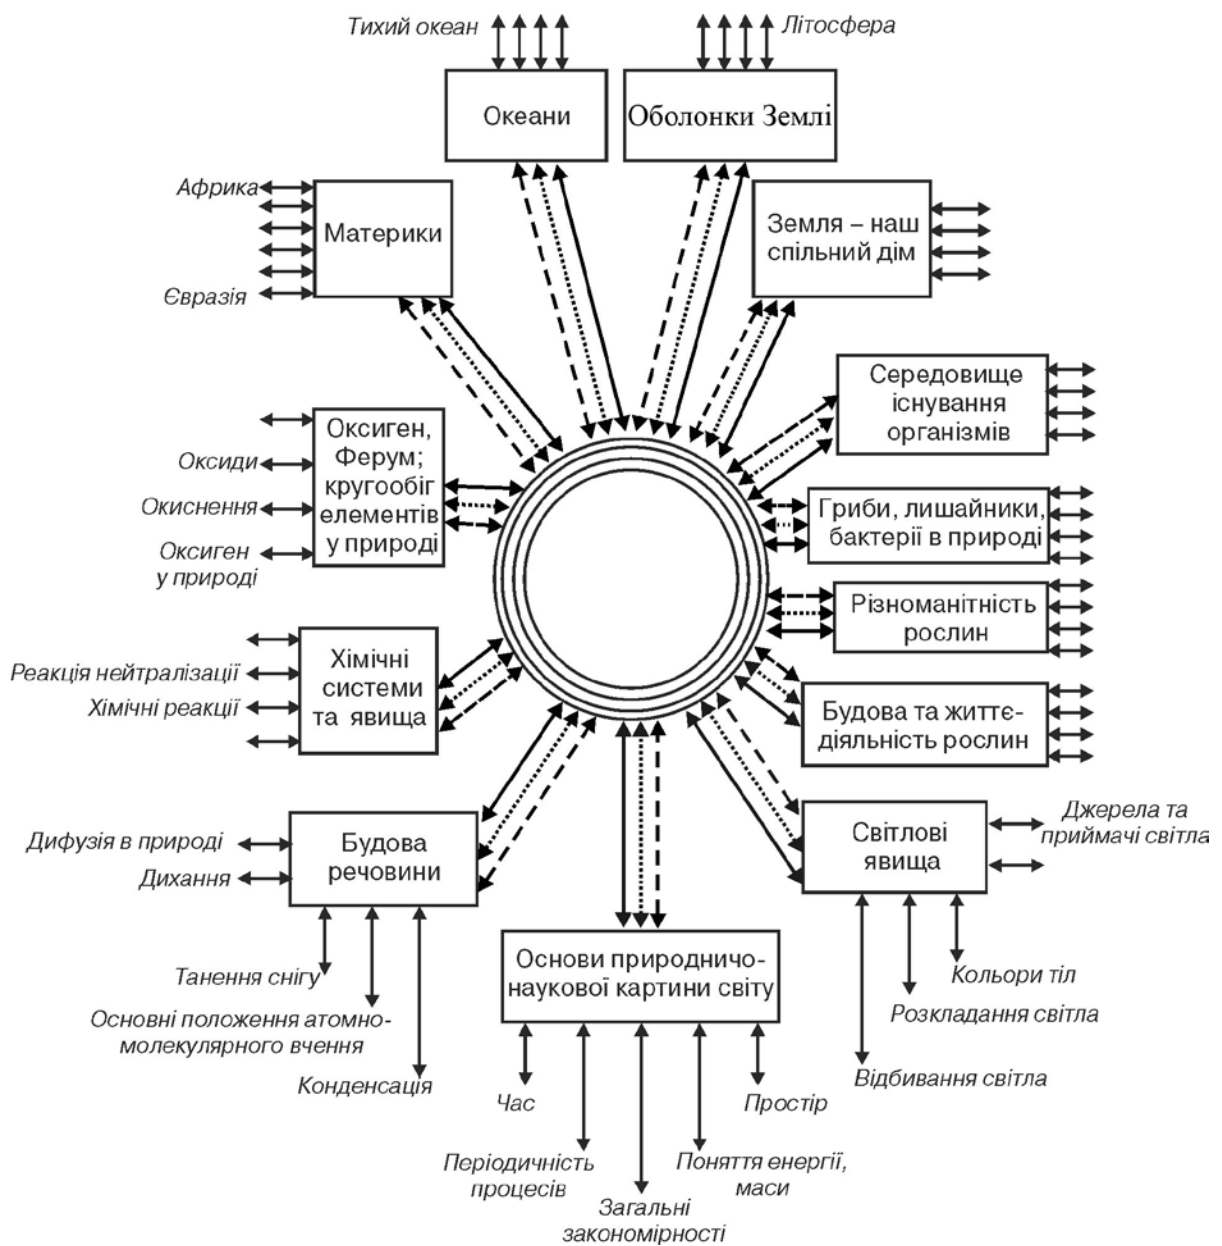 Тихий океан
Літосфера
Океани
Оболонки Землі
Африка
Материки
Євразія
Земля – наш
спільний дім
Середовище
існування
організмів
Оксиген,
Ферум;
кругообіг
елементів
у природі
Оксиди
Окиснення
Оксиген
у природі
Гриби, лишайники,
бактерії в природі
Різноманітність
рослин
Хімічні
системи
та явища
Реакція нейтралізації
Хімічні реакції
Будова та життє-
діяльність рослин
Будова
речовини
Дифузія в природі
Дихання
Світлові
явища
Джерела та
приймачі світла
Танення снігу
Основні положення атомно-
молекулярного вчення
Конденсація
Основи природничо-
наукової картини світу
Кольори тіл
Розкладання світла
Відбивання світла
Час
Простір
Періодичність
процесів
Поняття енергії,
маси
Загальні
закономірності